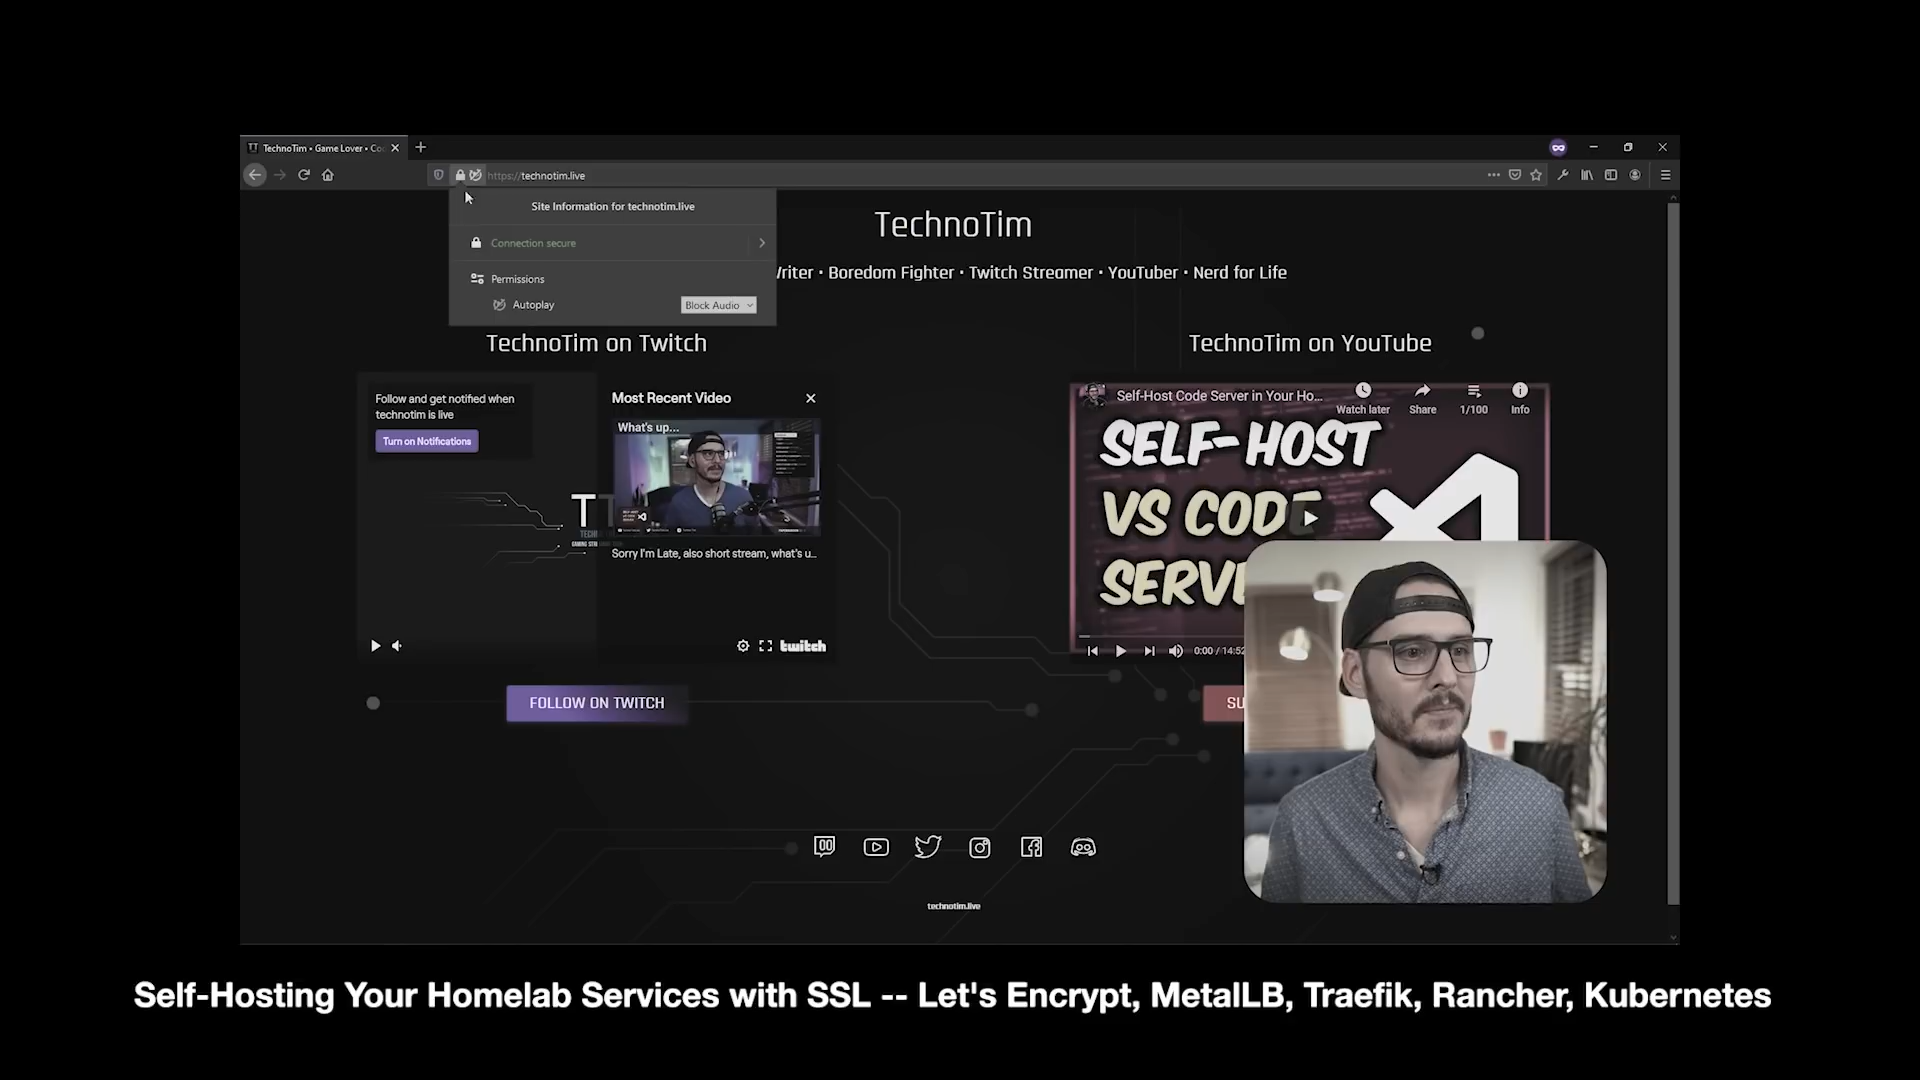 TechnoTim • Game Lover • Co
https://technotim.live
Site Information for technotim.live
Connection secure
Permissions
Autoplay
Block Audio
TechnoTim
Writer • Boredom Fighter • Twitch Streamer • YouTuber • Nerd for Life
TechnoTim on Twitch
Follow and get notified when
technotim is live
Turn on Notifications
Most Recent Video
What's up...
Sorry I'm Late, also short stream, what's u...
twitch
FOLLOW ON TWITCH
TechnoTim on YouTube
Self-Host Code Server in Your Ho...
Watch later
Share
1/100
Info
SELF-HOST
VS CODE
SERVE
0:00 / 14:52
SU
technotim.live
Self-Hosting Your Homelab Services with SSL -- Let's Encrypt, MetalLB, Traefik, Rancher, Kubernetes